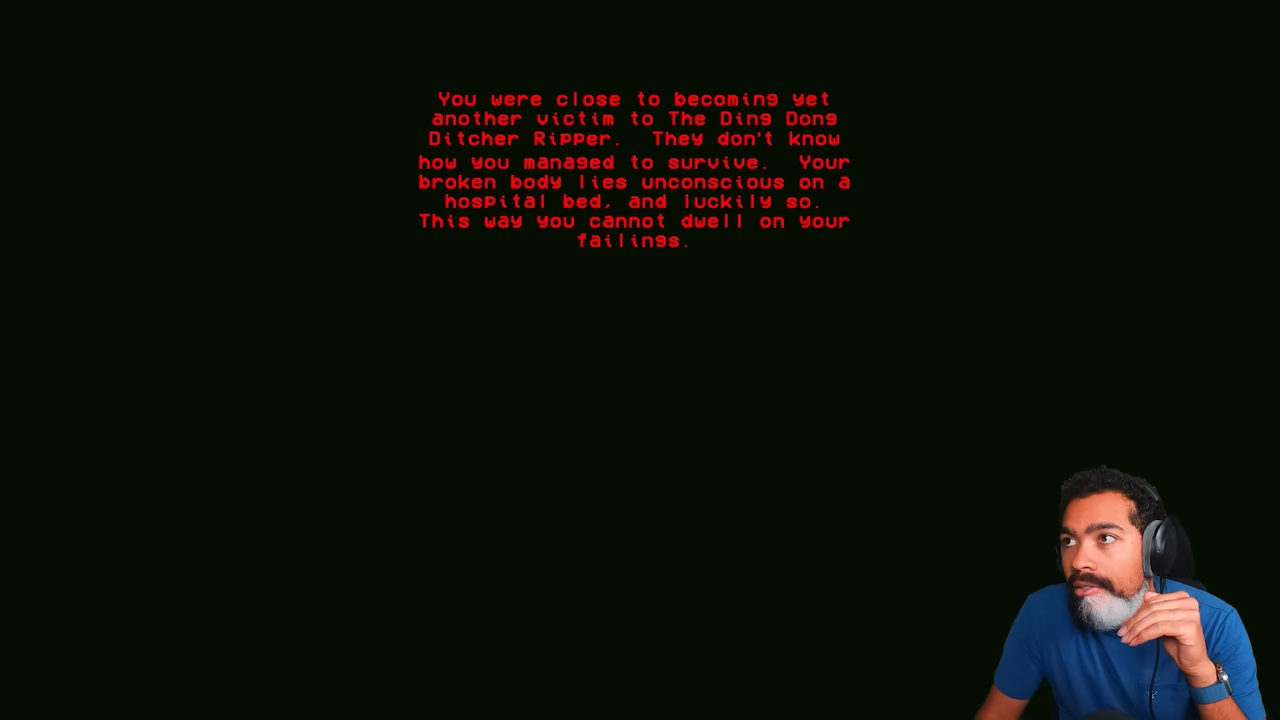 You were close to becoming yet
another victim to The Ding Dong
Ditcher Ripper.  They don't know
how you managed to survive.  Your
broken body lies unconscious on a
hospital bed, and luckily so.
This way you cannot dwell on your
failings.